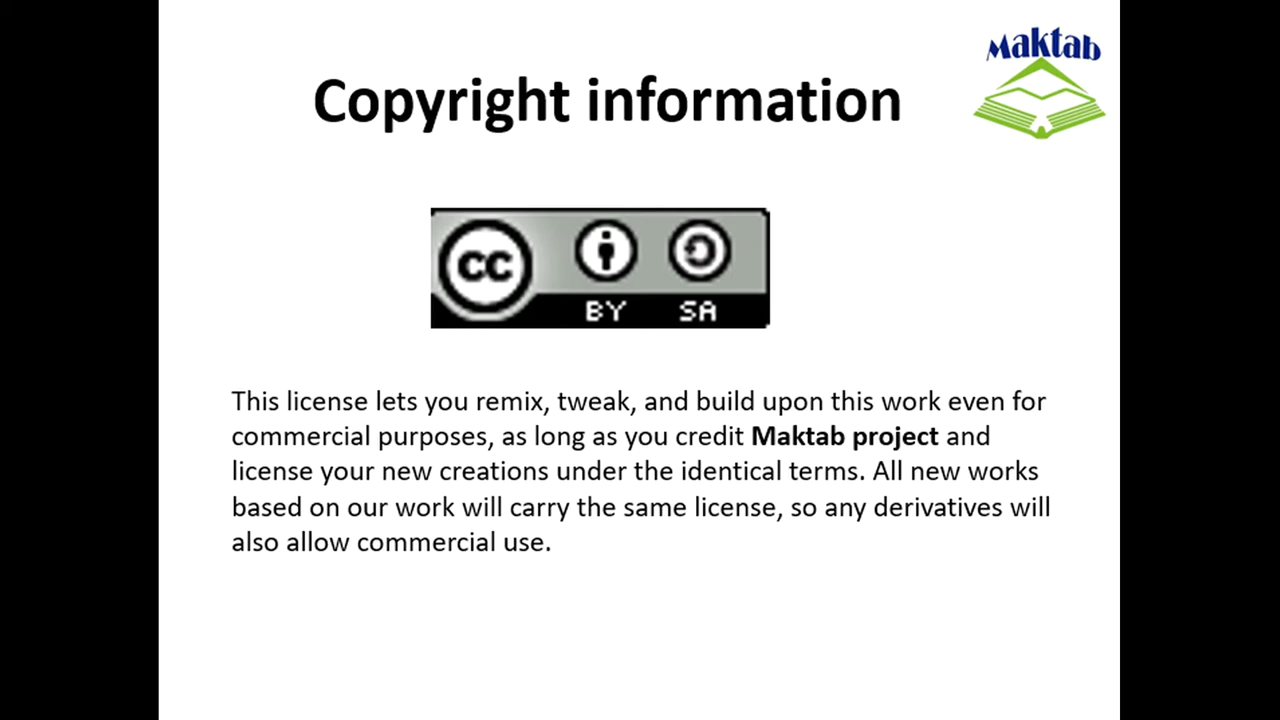 Maktab
Copyright information
CC
BY SA
This license lets you remix, tweak, and build upon this work even for
commercial purposes, as long as you credit Maktab project and
license your new creations under the identical terms. All new works
based on our work will carry the same license, so any derivatives will
also allow commercial use.